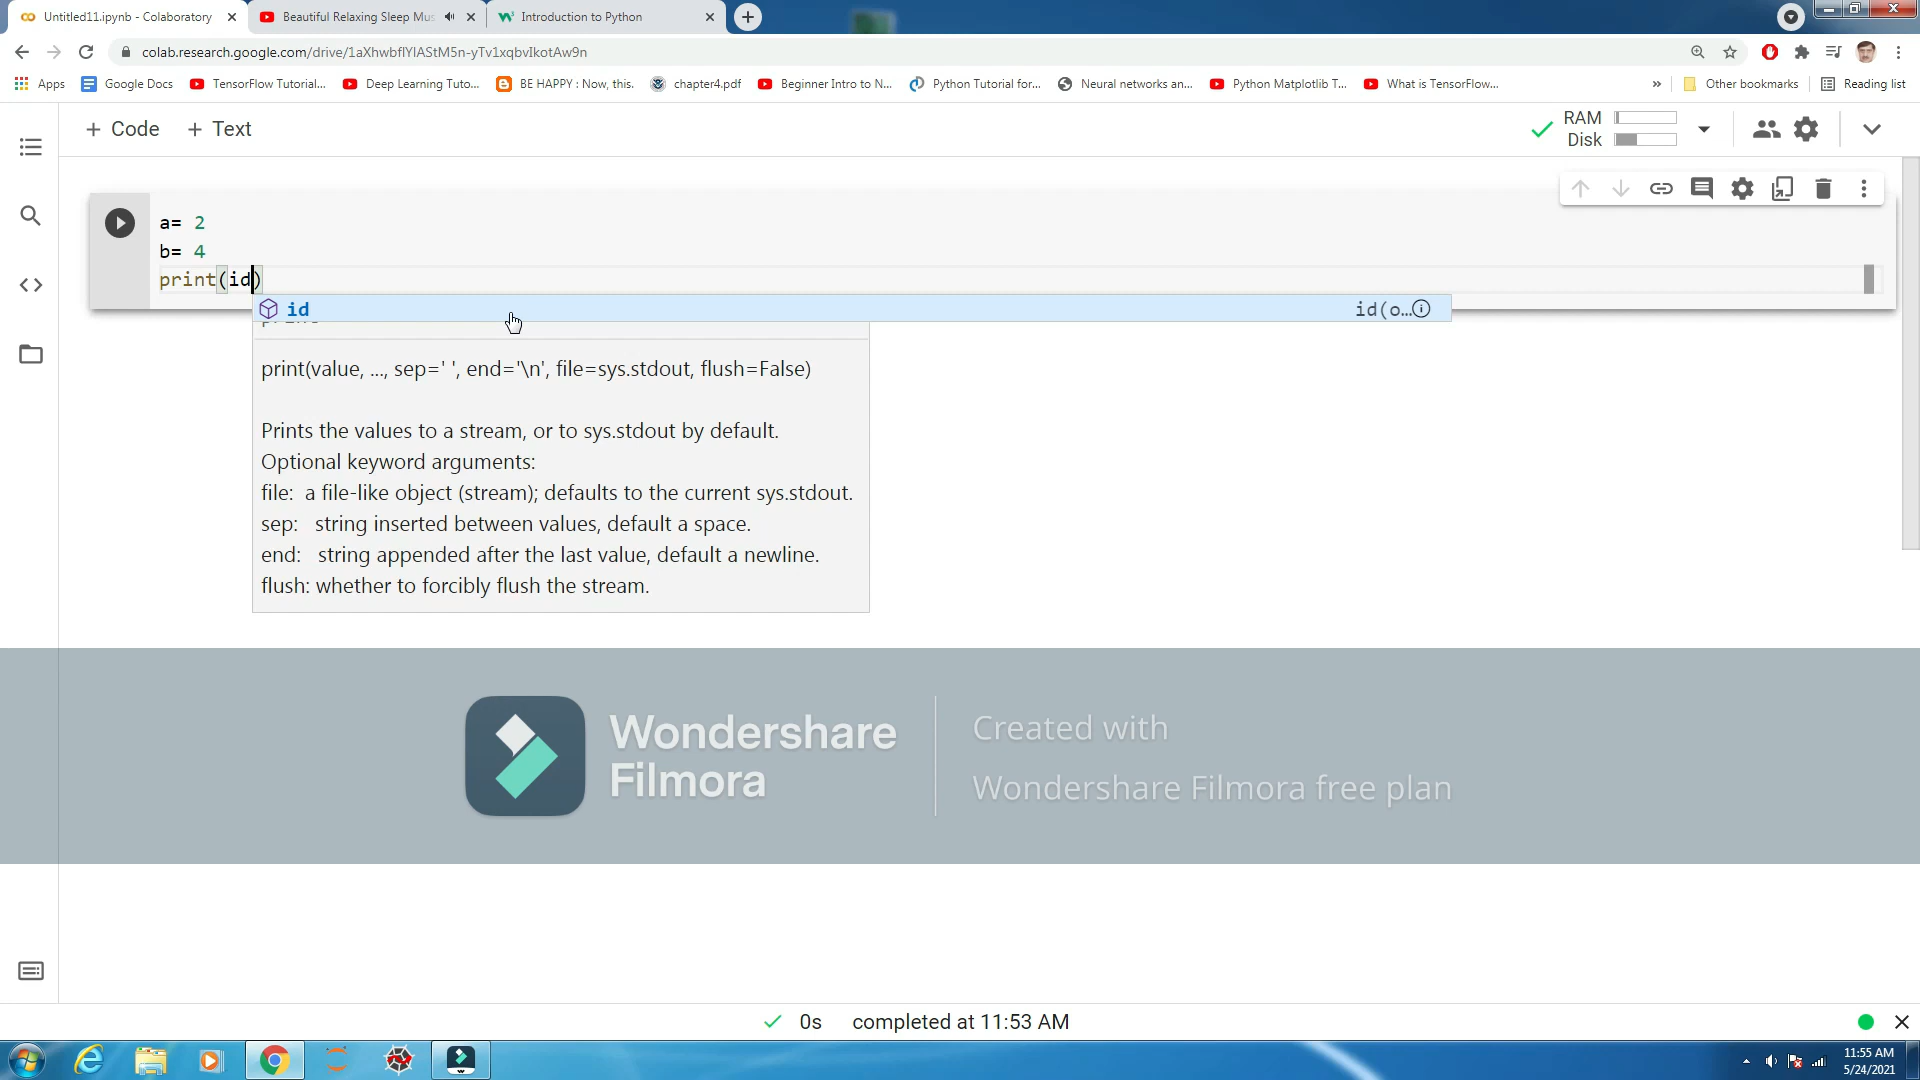 Untitled11.ipynb - Colaboratory
Beautiful Relaxing Sleep Mus
Introduction to Python
colab.research.google.com/drive/1aXhwbflYlAStM5n-yTv1xqbvIkotAw9n
Apps
Google Docs
TensorFlow Tutorial...
Deep Learning Tuto...
BE HAPPY : Now, this.
chapter4.pdf
Beginner Intro to N...
Python Tutorial for...
Neural networks an...
Python Matplotlib T...
What is TensorFlow...
»
Other bookmarks
Reading list
+ Code
+ Text
RAM
Disk
a= 2
b= 4
print(id)
id
id(o...
print(value, ..., sep=' ', end='\n', file=sys.stdout, flush=False)
Prints the values to a stream, or to sys.stdout by default.
Optional keyword arguments:
file: a file-like object (stream); defaults to the current sys.stdout.
sep: string inserted between values, default a space.
end: string appended after the last value, default a newline.
flush: whether to forcibly flush the stream.
Wondershare
Filmora
Created with
Wondershare Filmora free plan
0s completed at 11:53 AM
11:55 AM
5/24/2021